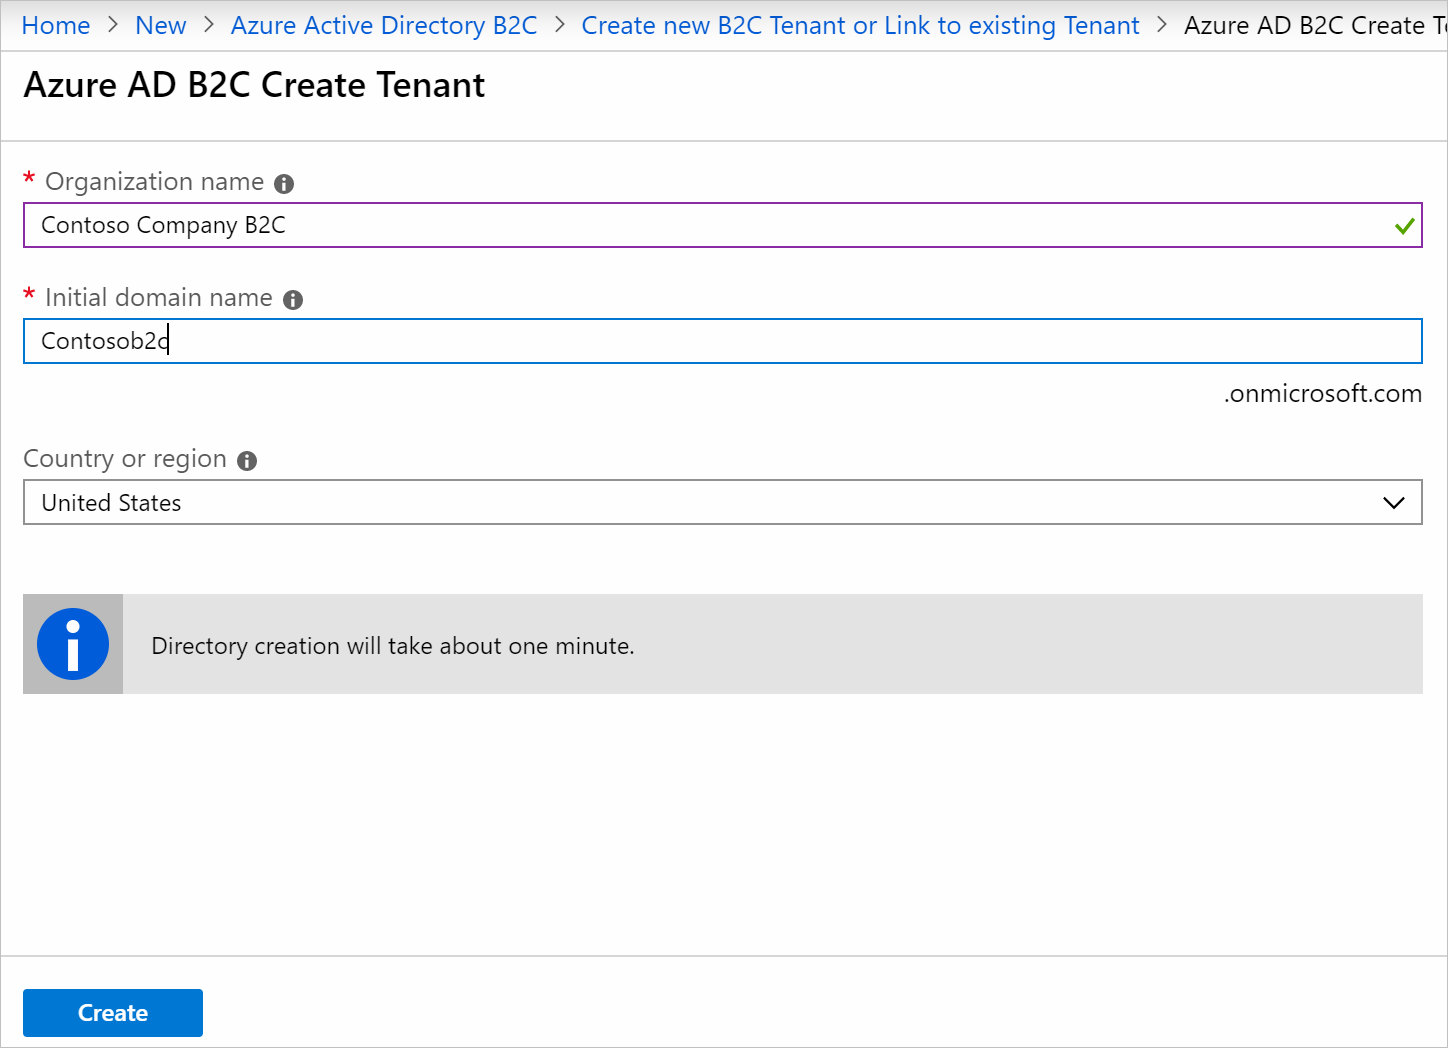 Home > New > Azure Active Directory B2C > Create new B2C Tenant or Link to existing Tenant > Azure AD B2C Create Te
Azure AD B2C Create Tenant
* Organization name
Contoso Company B2C
* Initial domain name
Contosob2c
.onmicrosoft.com
Country or region
United States
Directory creation will take about one minute.
Create